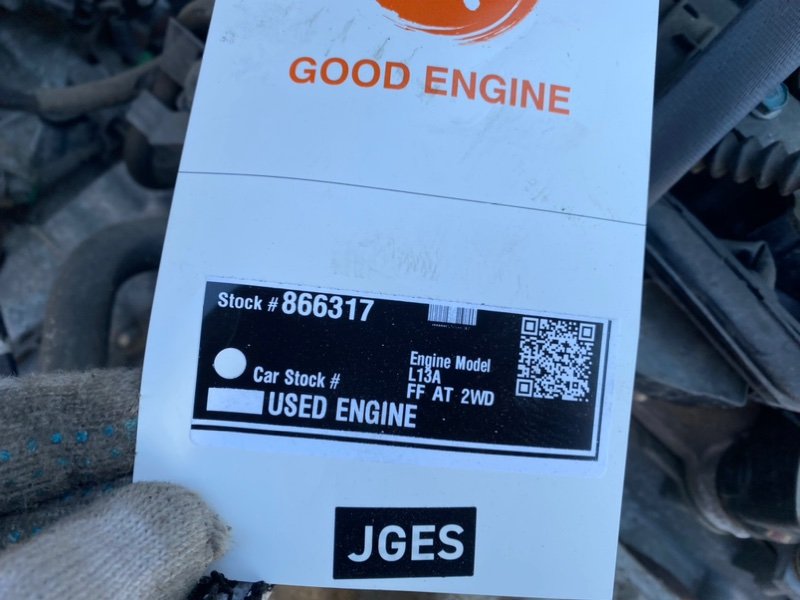 GOOD ENGINE
Stock # 866317
Engine Model
L13A
FF AT 2WD
Car Stock #
USED ENGINE
JGES